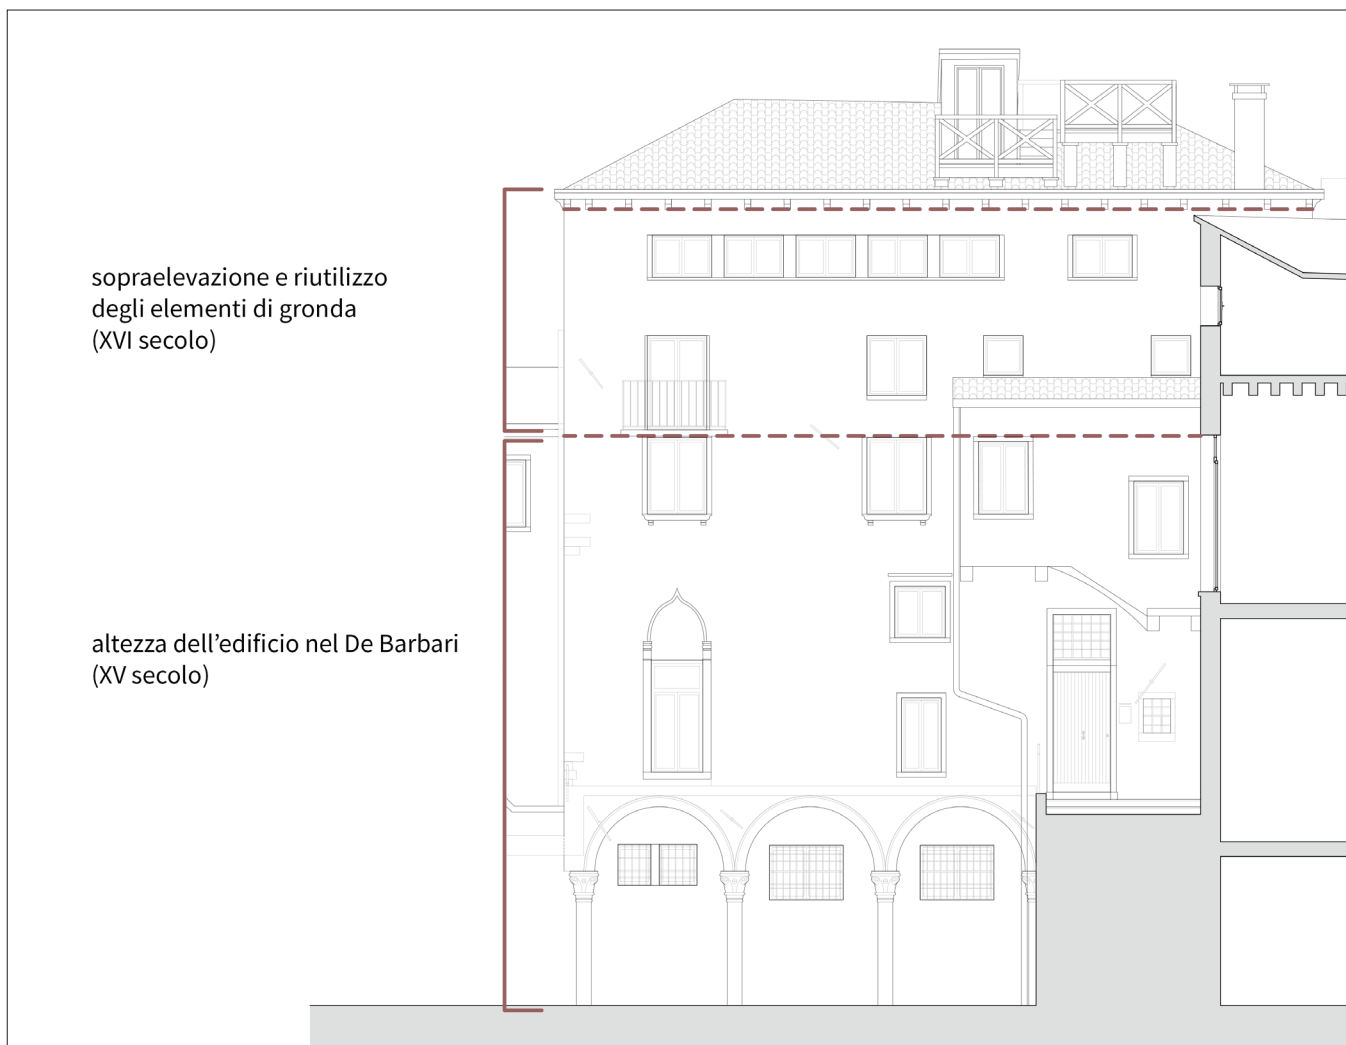 sopraelevazione e riutilizzo
degli elementi di gronda
(XVI secolo)
altezza dell’edificio nel De Barbari
(XV secolo)